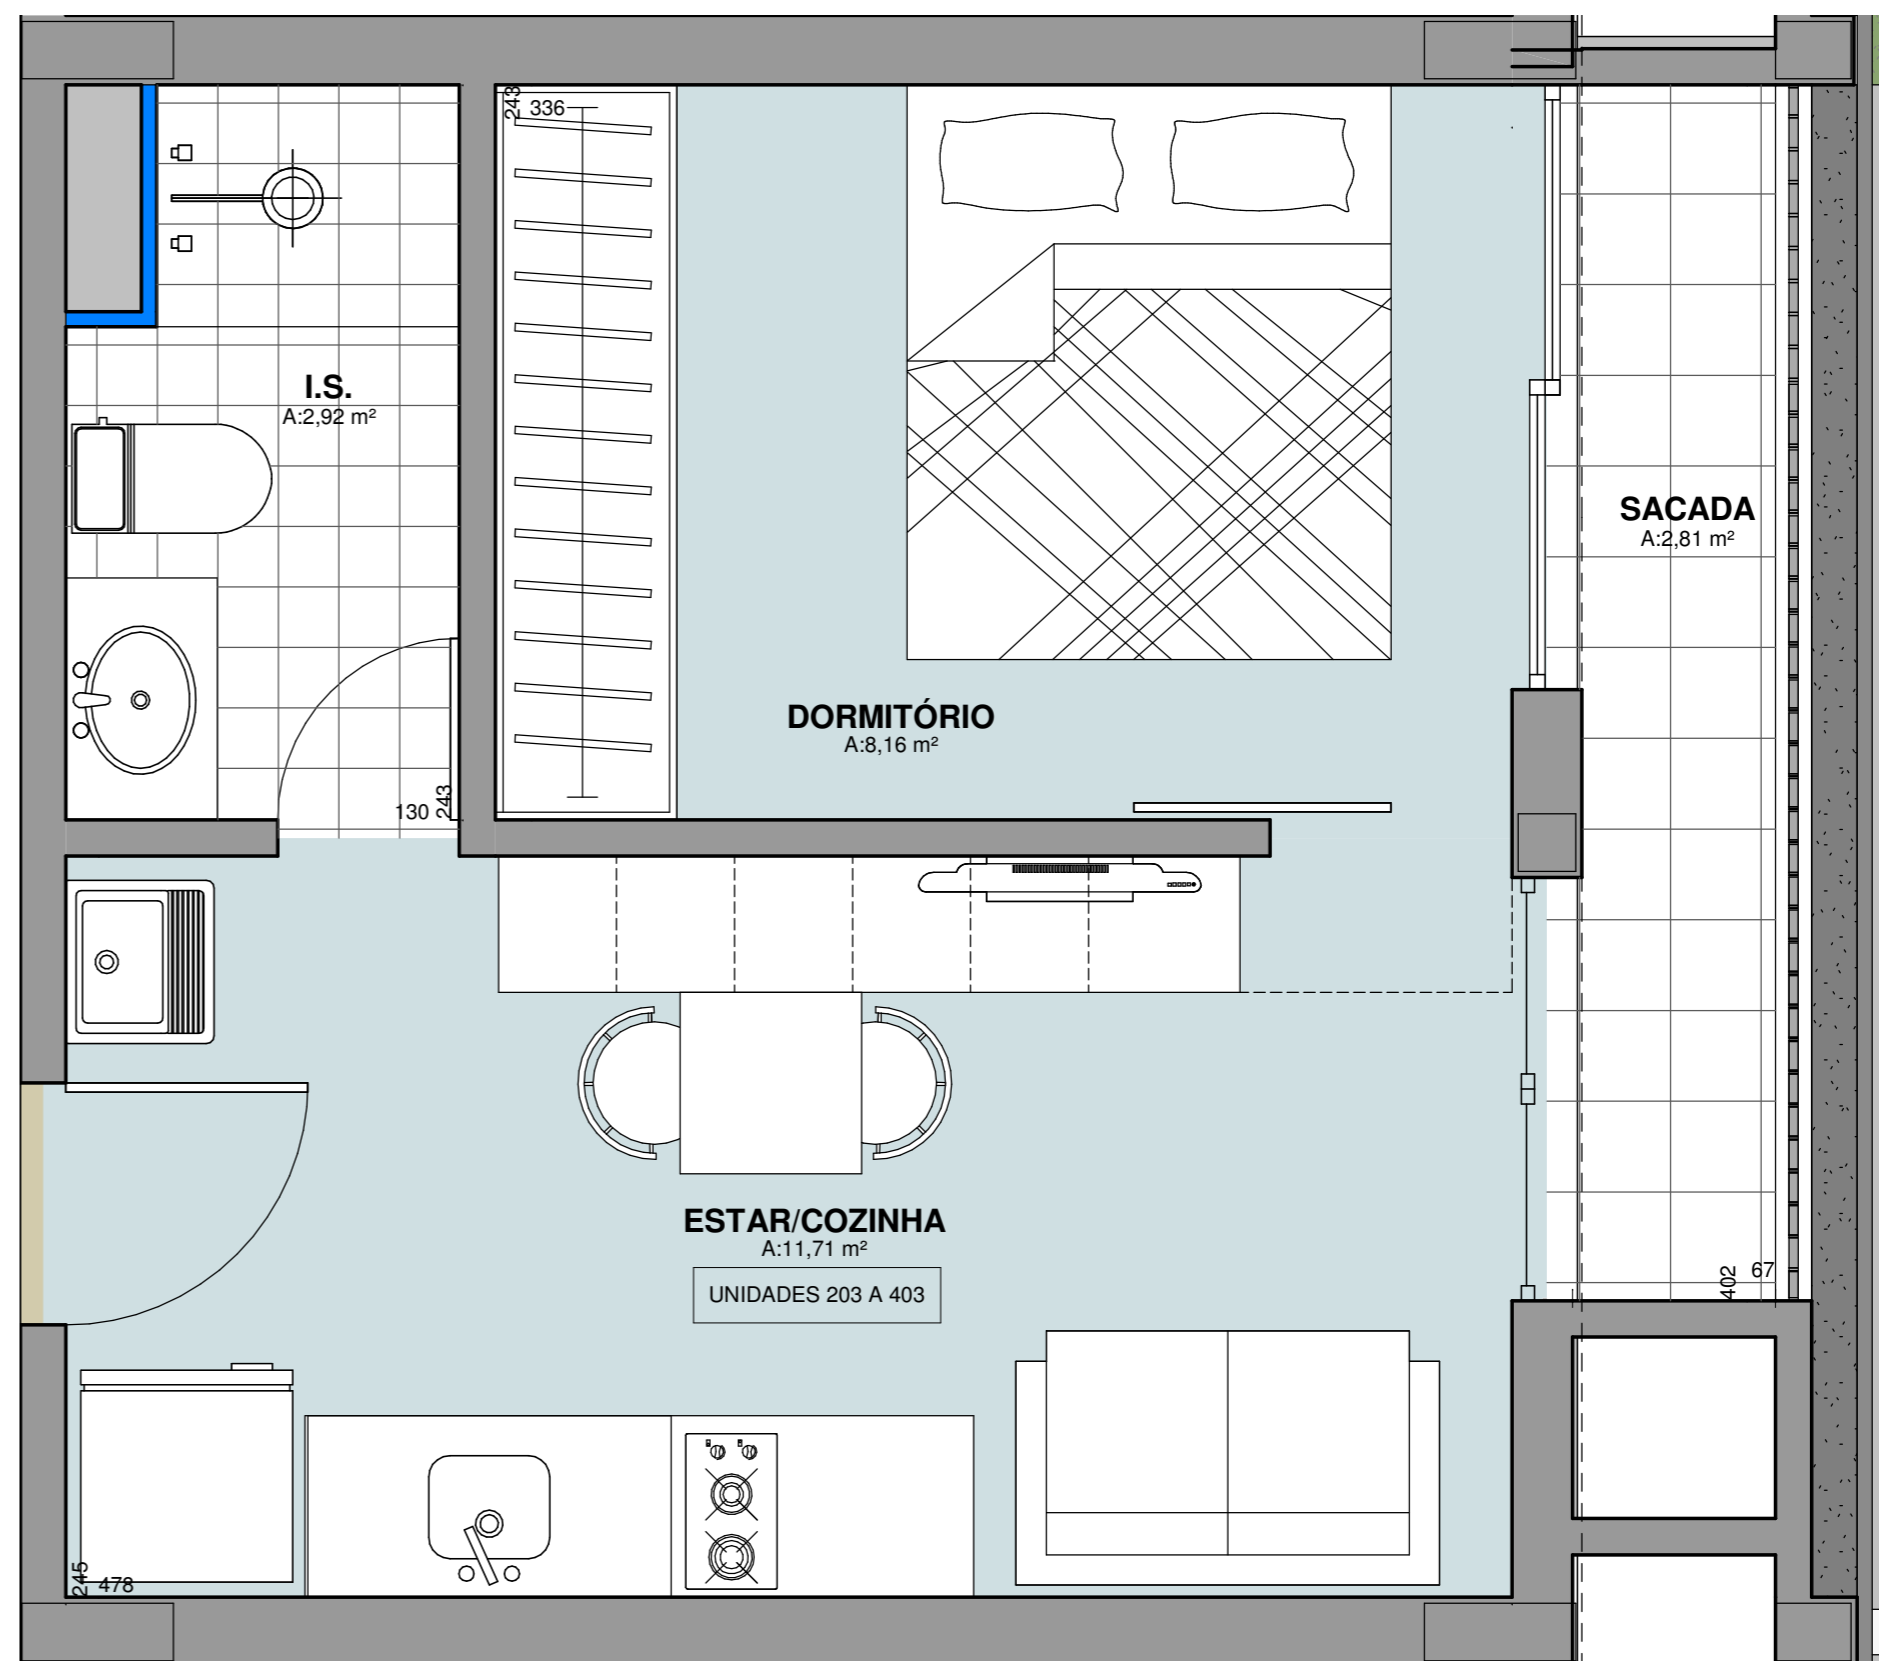 243
336
I.S.
A:2,92 m²
SACADA
A:2,81 m²
DORMITÓRIO
A:8,16 m²
130
243
ESTAR/COZINHA
A:11,71 m²
UNIDADES 203 A 403
402
67
245
478